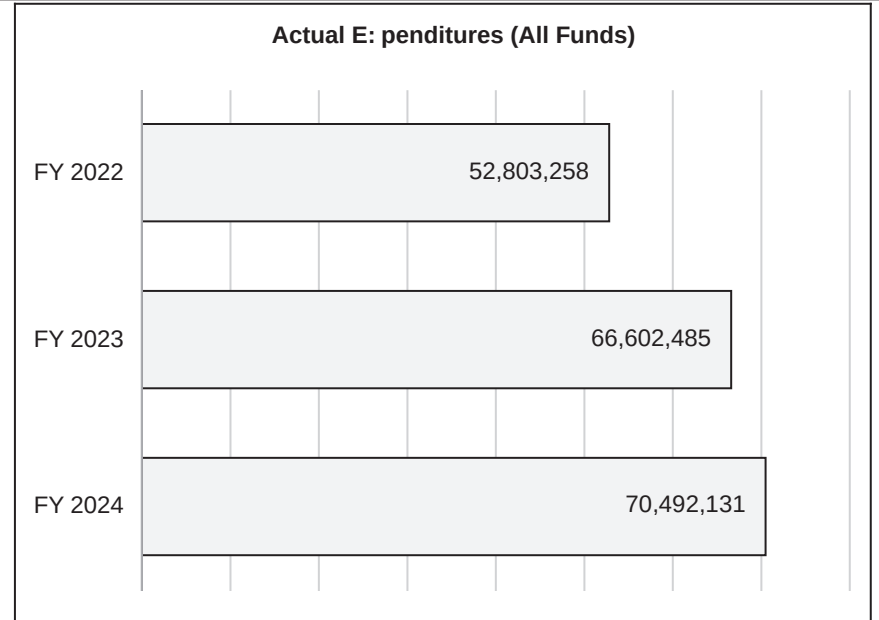 Actual E: penditures (All Funds)
FY 2022
52,803,258
FY 2023
66,602,485
FY 2024
70,492,131